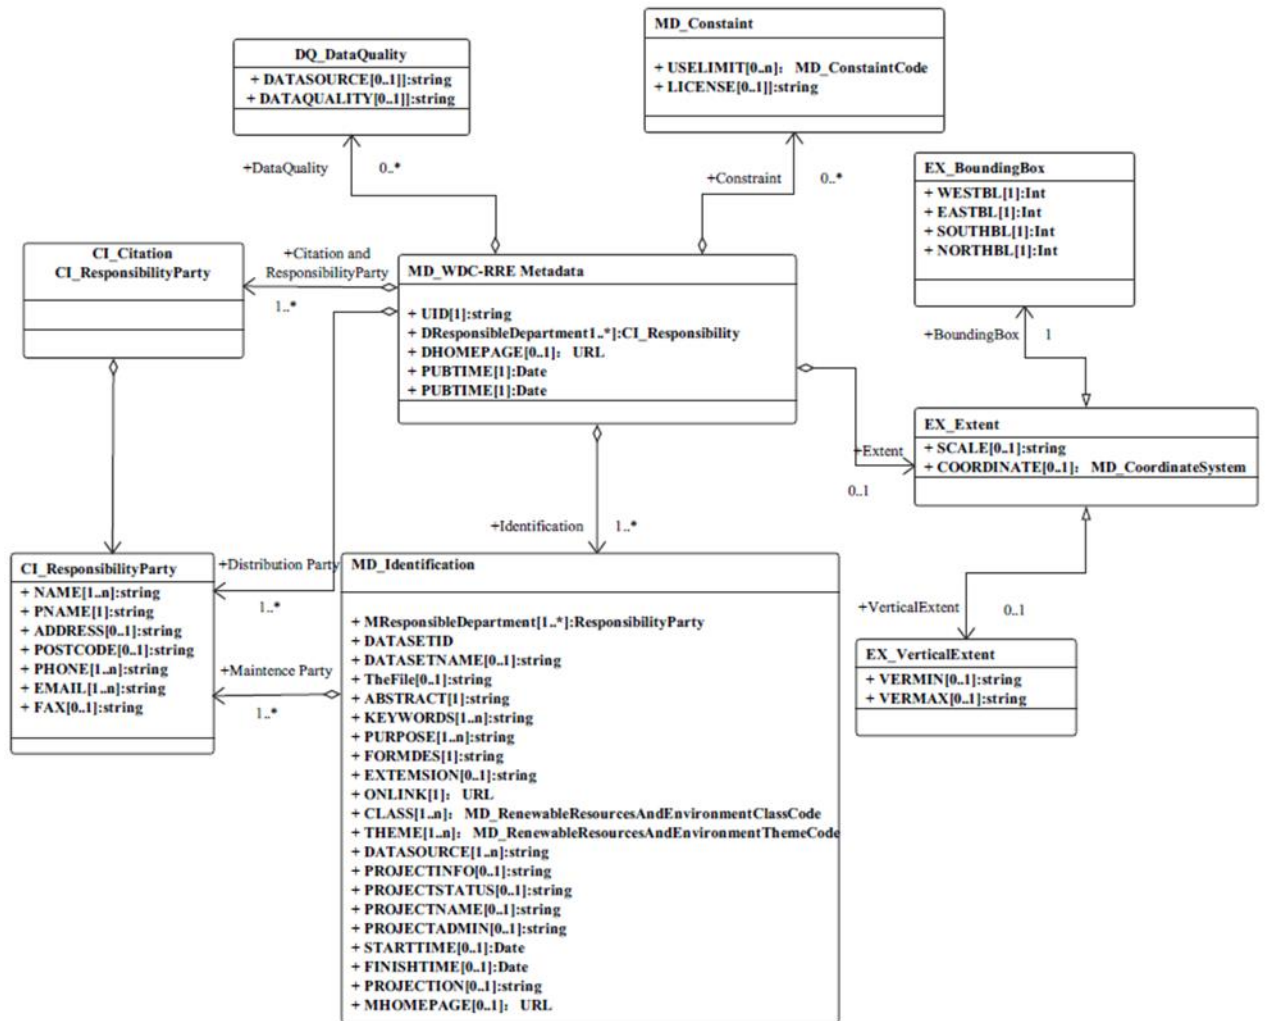 MD_Constaint
+ USELIMIT[0..n]: MD_ConstaintCode
+ LICENSE[0..1]]:string
DQ_DataQuality
+ DATASOURCE[0..1]]:string
+ DATAQUALITY[0..1]]:string
+DataQuality
0..*
+Constraint
0..*
EX_BoundingBox
+ WESTBL[1]:Int
+ EASTBL[1]:Int
+ SOUTHBL[1]:Int
+ NORTHBL[1]:Int
CI_Citation
CI_ResponsibilityParty
+Citation and
ResponsibilityParty
1..*
MD_WDC-RRE Metadata
+ UID[1]:string
+ DResponsibleDepartment1..*]:CI_Responsibility
+ DHOMEPAGE[0..1]: URL
+ PUBTIME[1]:Date
+ PUBTIME[1]:Date
+BoundingBox
1
EX_Extent
+ SCALE[0..1]:string
+ COORDINATE[0..1]: MD_CoordinateSystem
+Extent
0..1
+Identification
1..*
CI_ResponsibilityParty
+ NAME[1..n]:string
+ PNAME[1]:string
+ ADDRESS[0..1]:string
+ POSTCODE[0..1]:string
+ PHONE[1..n]:string
+ EMAIL[1..n]:string
+ FAX[0..1]:string
+Distribution Party
1..*
+Maintence Party
1..*
MD_Identification
+ MResponsibleDepartment[1..*]:ResponsibilityParty
+ DATASETID
+ DATASETNAME[0..1]:string
+ TheFile[0..1]:string
+ ABSTRACT[1]:string
+ KEYWORDS[1..n]:string
+ PURPOSE[1..n]:string
+ FORMDES[1]:string
+ EXTEMSION[0..1]:string
+ ONLINK[1]: URL
+ CLASS[1..n]: MD_RenewableResourcesAndEnvironmentClassCode
+ THEME[1..n]: MD_RenewableResourcesAndEnvironmentThemeCode
+ DATASOURCE[1..n]:string
+ PROJECTINFO[0..1]:string
+ PROJECTSTATUS[0..1]:string
+ PROJECTNAME[0..1]:string
+ PROJECTADMIN[0..1]:string
+ STARTTIME[0..1]:Date
+ FINISHTIME[0..1]:Date
+ PROJECTION[0..1]:string
+ MHOMEPAGE[0..1]: URL
+VerticalExtent
0..1
EX_VerticalExtent
+ VERMIN[0..1]:string
+ VERMAX[0..1]:string